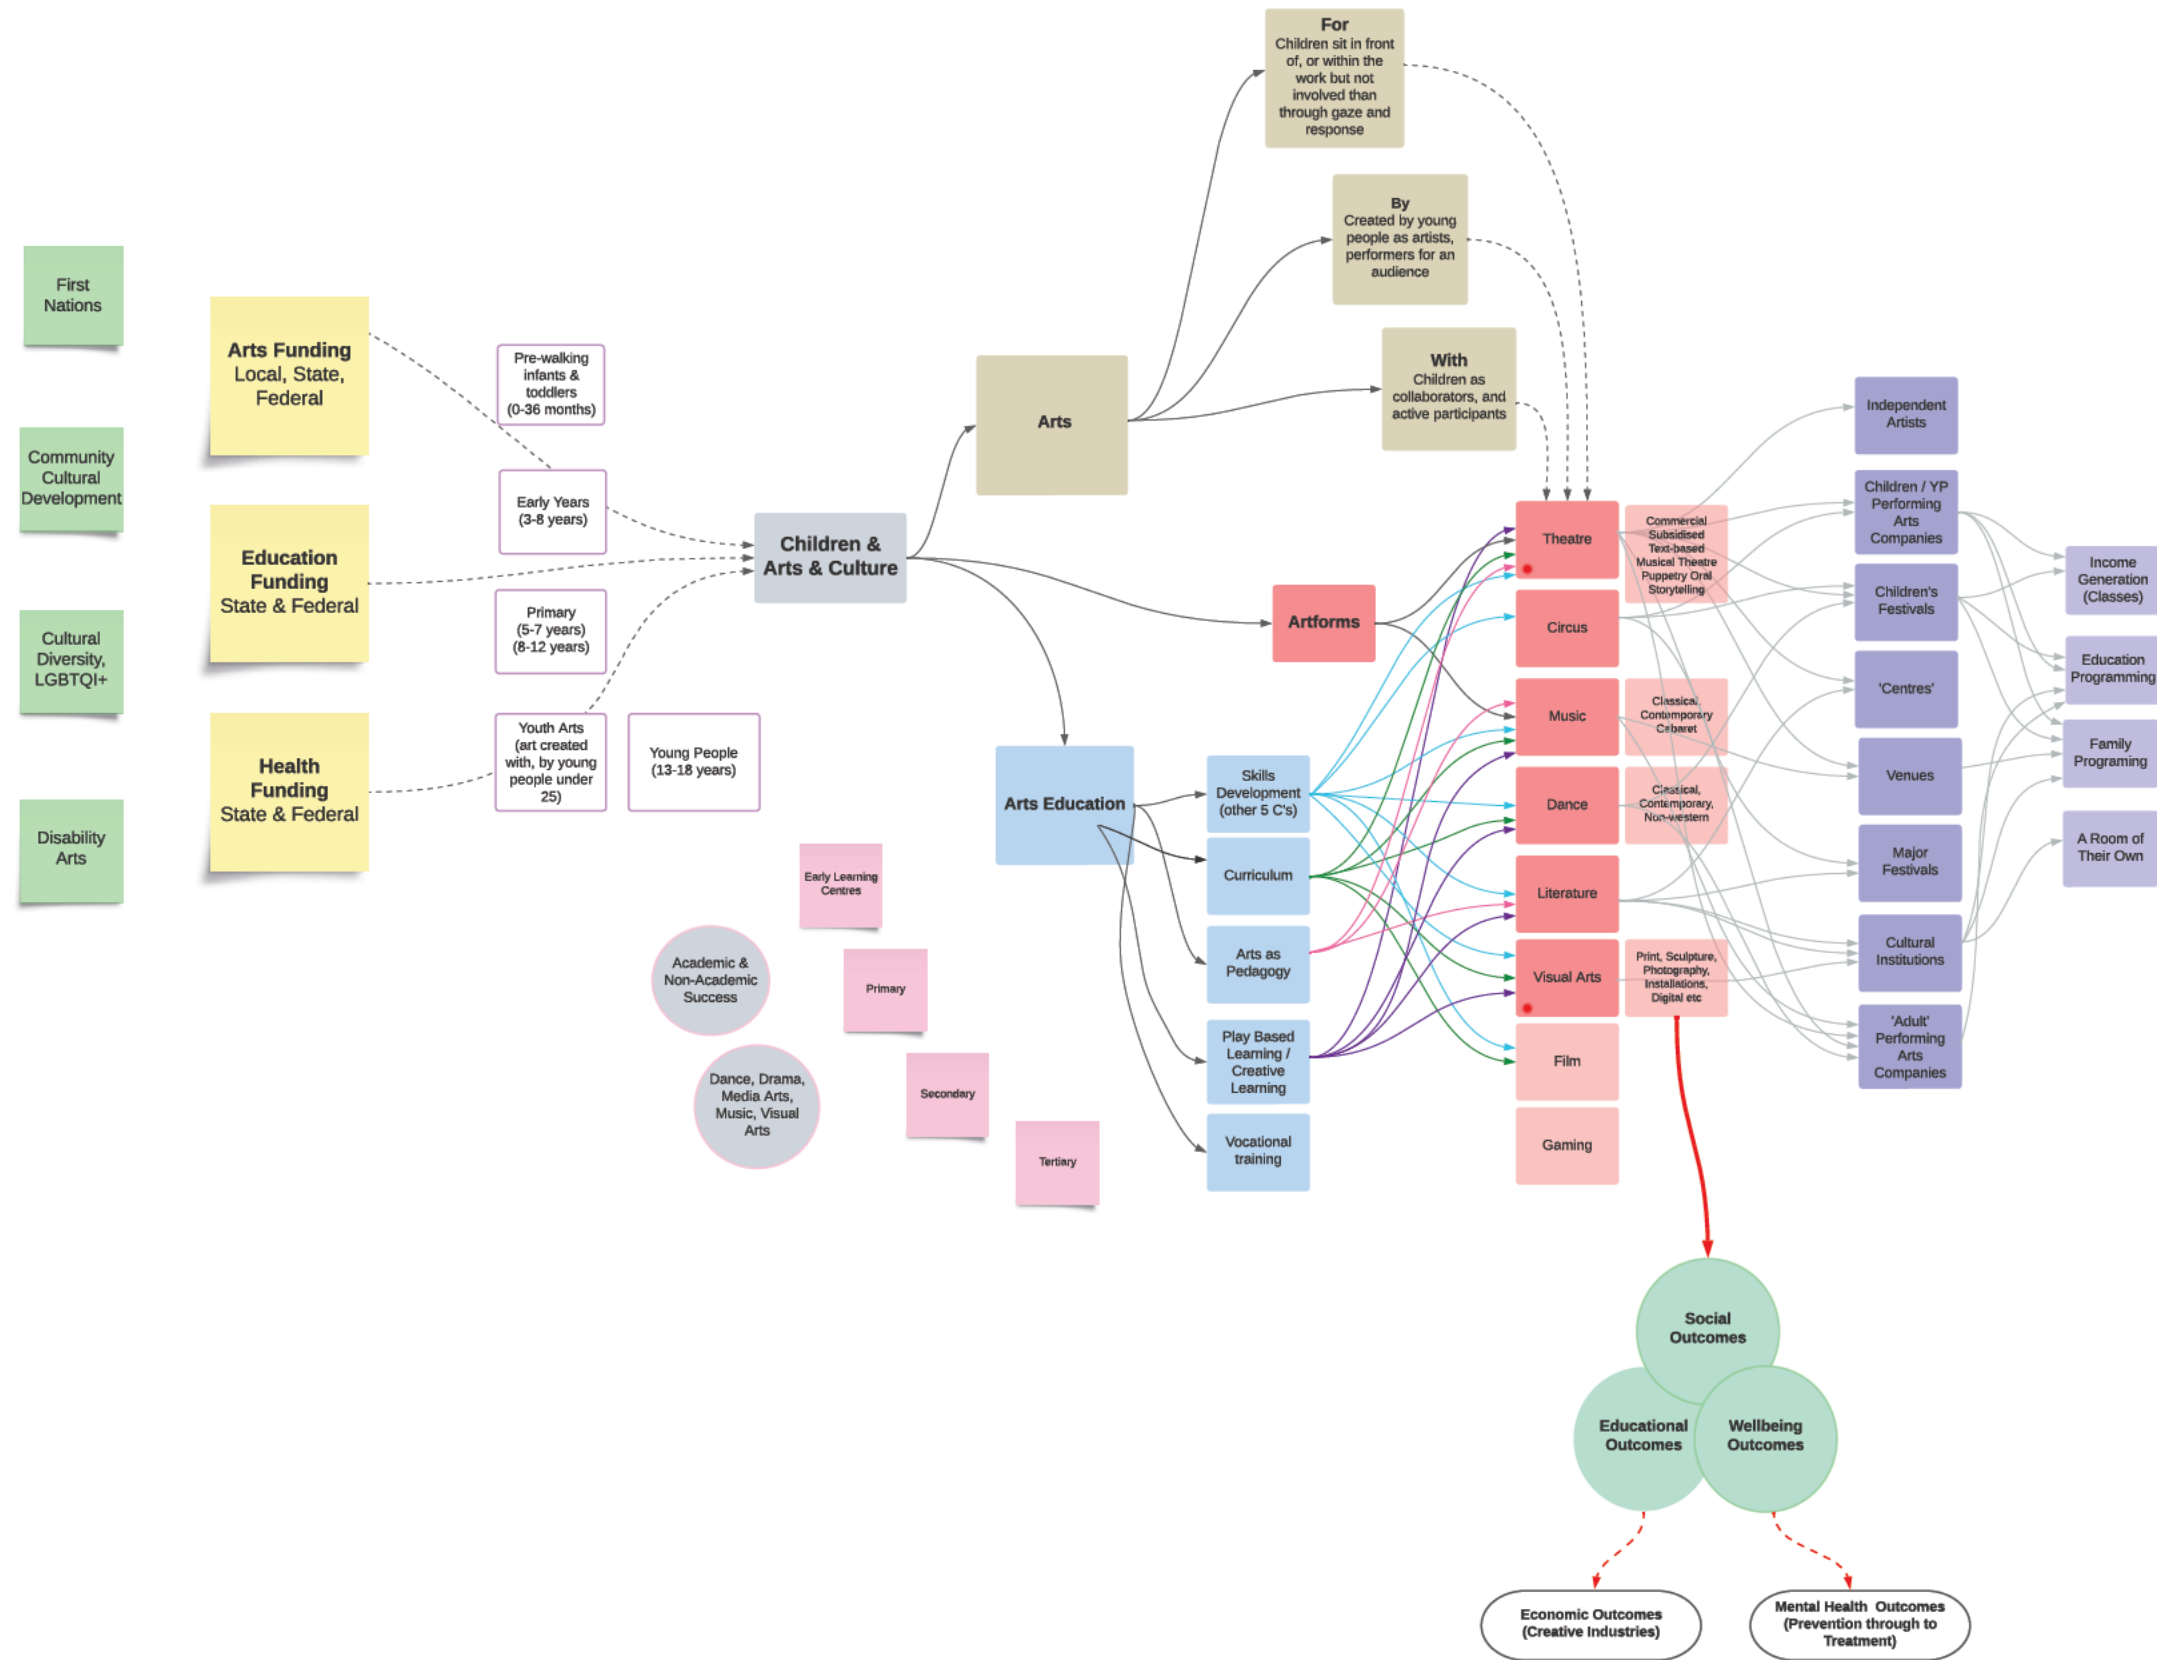 For
Children sit in front
of, or within the
work but not
involved than
through gaze and
response
By
Created by young
people as artists,
performers for an
audience
With
Children as
collaborators, and
active participants
First
Nations
Community
Cultural
Development
Cultural
Diversity,
LGBTQI+
Disability
Arts
Arts Funding
Local, State,
Federal
Education
Funding
State & Federal
Health
Funding
State & Federal
Pre-walking
infants &
toddlers
(0-36 months)
Early Years
(3-8 years)
Primary
(5-7 years)
(8-12 years)
Youth Arts
(art created
with, by young
people under
25)
Young People
(13-18 years)
Children &
Arts & Culture
Arts
Artforms
Arts Education
Early Learning
Centres
Primary
Secondary
Tertiary
Academic &
Non-Academic
Success
Dance, Drama,
Media Arts,
Music, Visual
Arts
Skills
Development
(other 5 C's)
Curriculum
Arts as
Pedagogy
Play Based
Learning /
Creative
Learning
Vocational
training
Theatre
Commercial
Subsidised
Text-based
Musical Theatre
Puppetry Oral
Storytelling
Circus
Music
Classical
Contemporary
Cabaret
Dance
Classical,
Contemporary,
Non-western
Literature
Visual Arts
Print, Sculpture,
Photography,
Installations,
Digital etc
Film
Gaming
Independent
Artists
Children / YP
Performing
Arts
Companies
Children's
Festivals
'Centres'
Venues
Major
Festivals
Cultural
Institutions
'Adult'
Performing
Arts
Companies
Income
Generation
(Classes)
Education
Programming
Family
Programing
A Room of
Their Own
Social
Outcomes
Educational
Outcomes
Wellbeing
Outcomes
Economic Outcomes
(Creative Industries)
Mental Health Outcomes
(Prevention through to
Treatment)